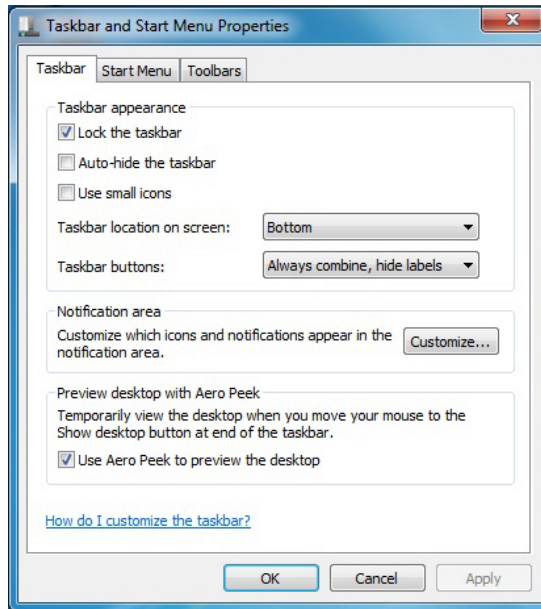 Taskbar and Start Menu Properties
Taskbar
Start Menu
Toolbars
Taskbar appearance
Lock the taskbar
Auto-hide the taskbar
Use small icons
Taskbar location on screen: Bottom
Taskbar buttons: Always combine, hide labels
Notification area
Customize which icons and notifications appear in the
notification area.
Customize...
Preview desktop with Aero Peek
Temporarily view the desktop when you move your mouse to the
Show desktop button at end of the taskbar.
Use Aero Peek to preview the desktop
How do I customize the taskbar?
OK
Cancel
Apply